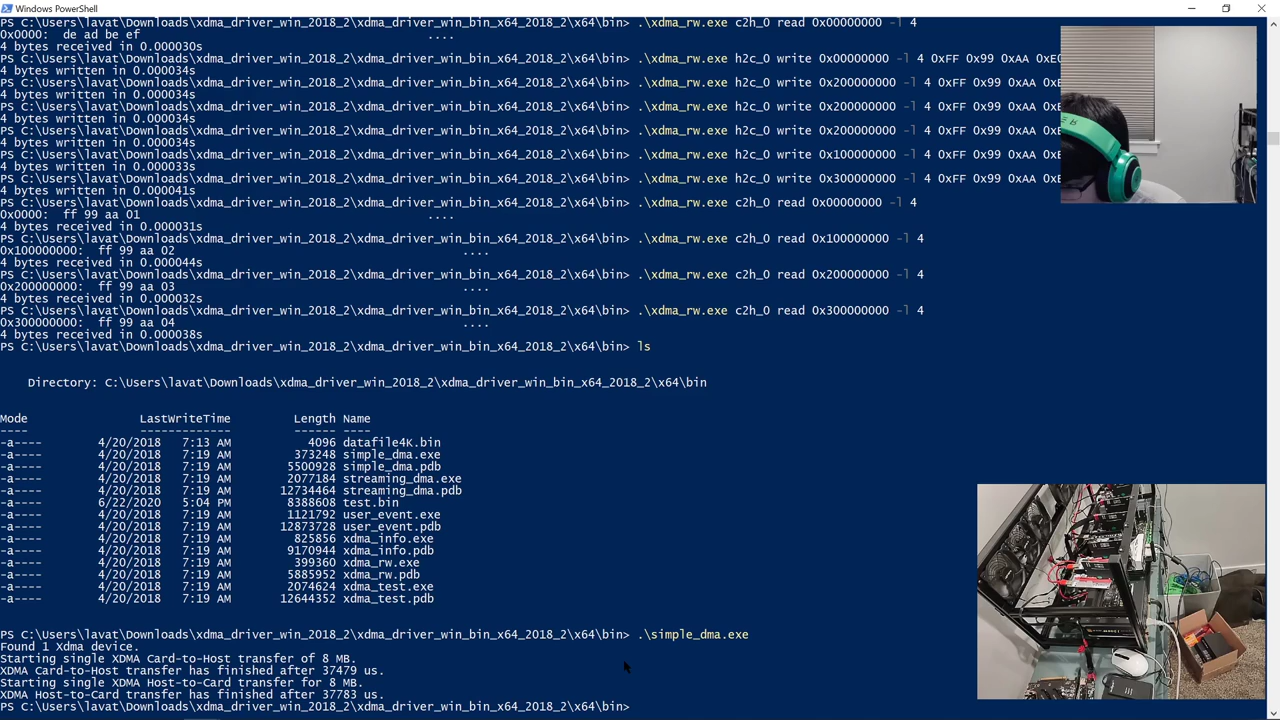 Windows PowerShell
PS C:\Users\lavat\Downloads\xdma_driver_win_2018_2\xdma_driver_win_bin_x64_2018_2\x64\bin> .\xdma_rw.exe c2h_0 read 0x00000000 -l 4
0x0000:  de ad be ef                                         ....
4 bytes received in 0.000030s
PS C:\Users\lavat\Downloads\xdma_driver_win_2018_2\xdma_driver_win_bin_x64_2018_2\x64\bin> .\xdma_rw.exe h2c_0 write 0x00000000 -l 4 0xFF 0x99 0xAA
4 bytes written in 0.000034s
PS C:\Users\lavat\Downloads\xdma_driver_win_2018_2\xdma_driver_win_bin_x64_2018_2\x64\bin> .\xdma_rw.exe h2c_0 write 0x200000000 -l 4 0xFF 0x99 0xAA
4 bytes written in 0.000034s
PS C:\Users\lavat\Downloads\xdma_driver_win_2018_2\xdma_driver_win_bin_x64_2018_2\x64\bin> .\xdma_rw.exe h2c_0 write 0x200000000 -l 4 0xFF 0x99 0xAA
4 bytes written in 0.000034s
PS C:\Users\lavat\Downloads\xdma_driver_win_2018_2\xdma_driver_win_bin_x64_2018_2\x64\bin> .\xdma_rw.exe h2c_0 write 0x200000000 -l 4 0xFF 0x99 0xAA
4 bytes written in 0.000034s
PS C:\Users\lavat\Downloads\xdma_driver_win_2018_2\xdma_driver_win_bin_x64_2018_2\x64\bin> .\xdma_rw.exe h2c_0 write 0x100000000 -l 4 0xFF 0x99 0xAA
4 bytes written in 0.000033s
PS C:\Users\lavat\Downloads\xdma_driver_win_2018_2\xdma_driver_win_bin_x64_2018_2\x64\bin> .\xdma_rw.exe h2c_0 write 0x300000000 -l 4 0xFF 0x99 0xAA
4 bytes written in 0.000041s
PS C:\Users\lavat\Downloads\xdma_driver_win_2018_2\xdma_driver_win_bin_x64_2018_2\x64\bin> .\xdma_rw.exe c2h_0 read 0x00000000 -l 4
0x0000:  ff 99 aa 01                                         ....
4 bytes received in 0.000031s
PS C:\Users\lavat\Downloads\xdma_driver_win_2018_2\xdma_driver_win_bin_x64_2018_2\x64\bin> .\xdma_rw.exe c2h_0 read 0x100000000 -l 4
0x100000000:  ff 99 aa 02                                         ....
4 bytes received in 0.000044s
PS C:\Users\lavat\Downloads\xdma_driver_win_2018_2\xdma_driver_win_bin_x64_2018_2\x64\bin> .\xdma_rw.exe c2h_0 read 0x200000000 -l 4
0x200000000:  ff 99 aa 03                                         ....
4 bytes received in 0.000032s
PS C:\Users\lavat\Downloads\xdma_driver_win_2018_2\xdma_driver_win_bin_x64_2018_2\x64\bin> .\xdma_rw.exe c2h_0 read 0x300000000 -l 4
0x300000000:  ff 99 aa 04                                         ....
4 bytes received in 0.000038s
PS C:\Users\lavat\Downloads\xdma_driver_win_2018_2\xdma_driver_win_bin_x64_2018_2\x64\bin> ls
Directory: C:\Users\lavat\Downloads\xdma_driver_win_2018_2\xdma_driver_win_bin_x64_2018_2\x64\bin
Mode                LastWriteTime         Length Name
----                -------------         ------ ----
-a----        4/20/2018   7:13 AM           4096 datafile4K.bin
-a----        4/20/2018   7:19 AM         373248 simple_dma.exe
-a----        4/20/2018   7:19 AM        5500928 simple_dma.pdb
-a----        4/20/2018   7:19 AM        2077184 streaming_dma.exe
-a----        4/20/2018   7:19 AM       12734464 streaming_dma.pdb
-a----        6/22/2020   5:04 PM        8388608 test.bin
-a----        4/20/2018   7:19 AM        1121792 user_event.exe
-a----        4/20/2018   7:19 AM       12873728 user_event.pdb
-a----        4/20/2018   7:19 AM         825856 xdma_info.exe
-a----        4/20/2018   7:19 AM        9170944 xdma_info.pdb
-a----        4/20/2018   7:19 AM         399360 xdma_rw.exe
-a----        4/20/2018   7:19 AM        5885952 xdma_rw.pdb
-a----        4/20/2018   7:19 AM        2074624 xdma_test.exe
-a----        4/20/2018   7:19 AM       12644352 xdma_test.pdb
PS C:\Users\lavat\Downloads\xdma_driver_win_2018_2\xdma_driver_win_bin_x64_2018_2\x64\bin> .\simple_dma.exe
Found 1 Xdma device.
Starting single XDMA Card-to-Host transfer of 8 MB.
XDMA Card-to-Host transfer has finished after 37479 us.
Starting single XDMA Host-to-Card transfer for 8 MB.
XDMA Host-to-Card transfer has finished after 37783 us.
PS C:\Users\lavat\Downloads\xdma_driver_win_2018_2\xdma_driver_win_bin_x64_2018_2\x64\bin>